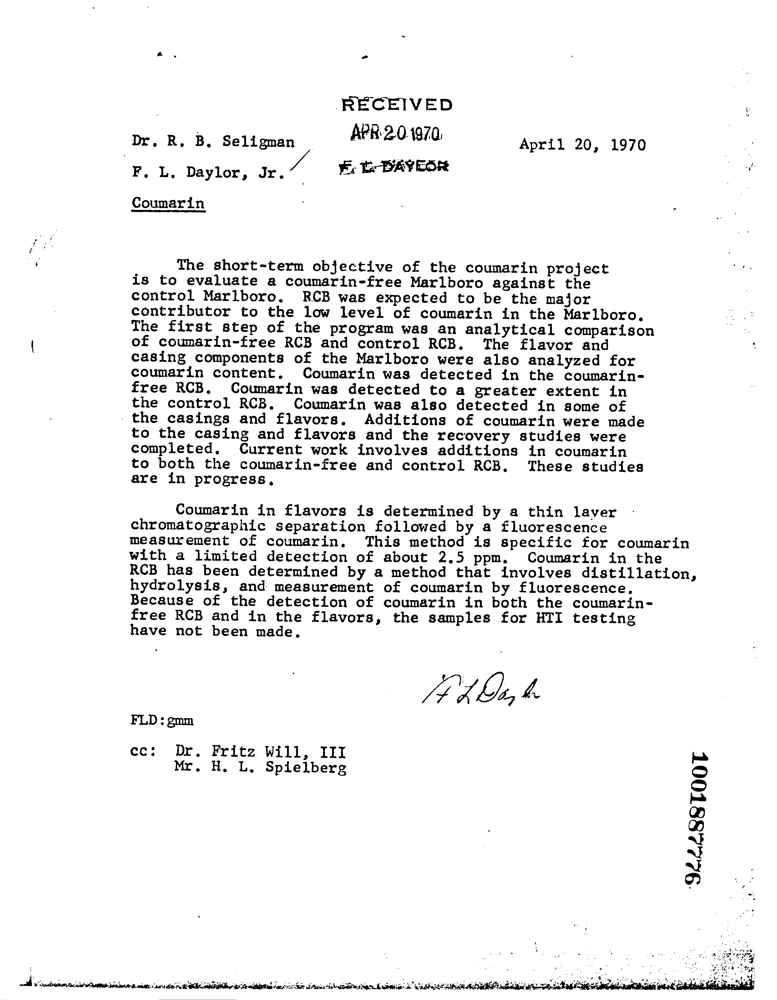 RECEIVED
APR 20 1970
Dr. R. B. Seligman
April 20, 1970
F. L. Daylor, Jr.
F. L. DAYLOR
Coumarin
The short-term objective of the coumarin project
is to evaluate a coumarin-free Marlboro against the
control Marlboro. RCB was expected to be the major
contributor to the low level of coumarin in the Marlboro.
The first step of the program was an analytical comparison
of coumarin-free RCB and control RCB. The flavor and
casing components of the Marlboro were also analyzed for
coumarin content. Coumarin was detected in the coumarin-
free RCB. Coumarin was detected to a greater extent in
the control RCB. Coumarin was also detected in some of
the casings and flavors. Additions of coumarin were made
to the casing and flavors and the recovery studies were
completed. Current work involves additions in coumarin
to both the coumarin-free and control RCB. These studies
are in progress.
Coumarin in flavors is determined by a thin layer
chromatographic separation followed by a fluorescence
measurement of coumarin. This method is specific for coumarin
with a limited detection of about 2.5 ppm. Coumarin in the
RCB has been determined by a method that involves distillation,
hydrolysis, and measurement of coumarin by fluorescence.
Because of the detection of coumarin in both the coumarin-
free RCB and in the flavors, the samples for HTI testing
have not been made.
F L Daylor
FLD:gmm
cc: Dr. Fritz Will, III
Mr. H. L. Spielberg
1001887776